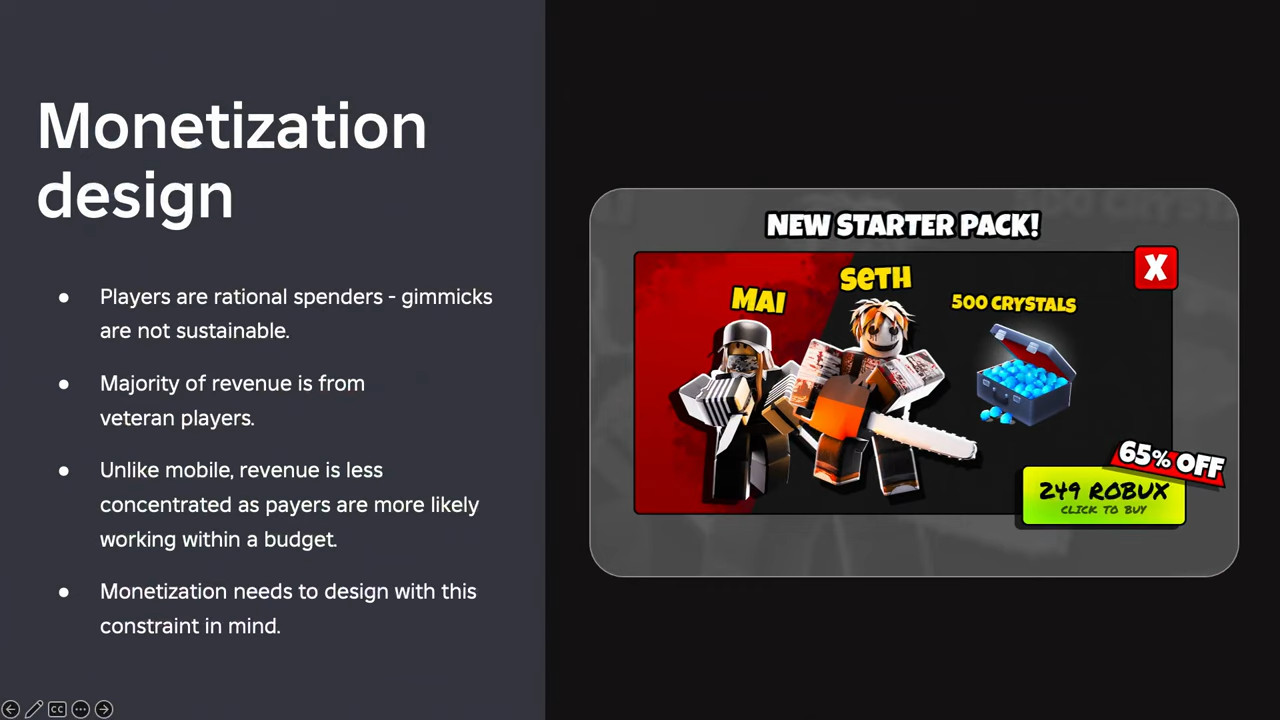 Monetization
design
● Players are rational spenders - gimmicks
are not sustainable.
● Majority of revenue is from
veteran players.
● Unlike mobile, revenue is less
concentrated as payers are more likely
working within a budget.
● Monetization needs to design with this
constraint in mind.
NEW STARTER PACK!
X
MAI
SETH
500 CRYSTALS
65% OFF
249 ROBUX
CLICK TO BUY
CC